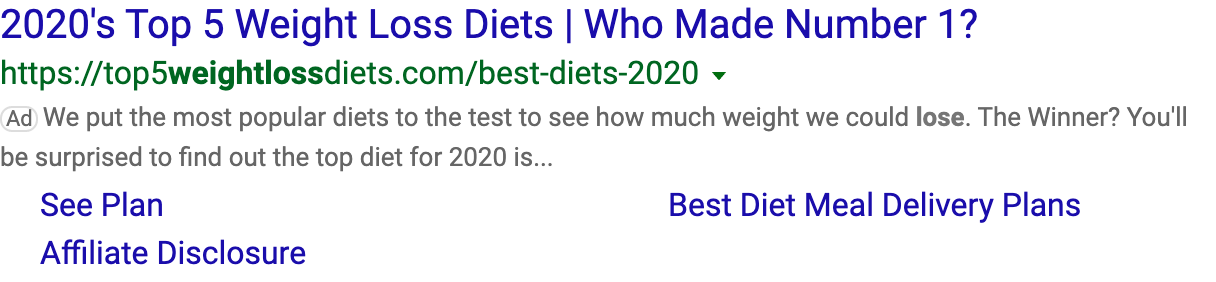 2020's Top 5 Weight Loss Diets | Who Made Number 1?
https://top5weightlossdiets.com/best-diets-2020
Ad We put the most popular diets to the test to see how much weight we could lose. The Winner? You'll
be surprised to find out the top diet for 2020 is...
See Plan Best Diet Meal Delivery Plans
Affiliate Disclosure